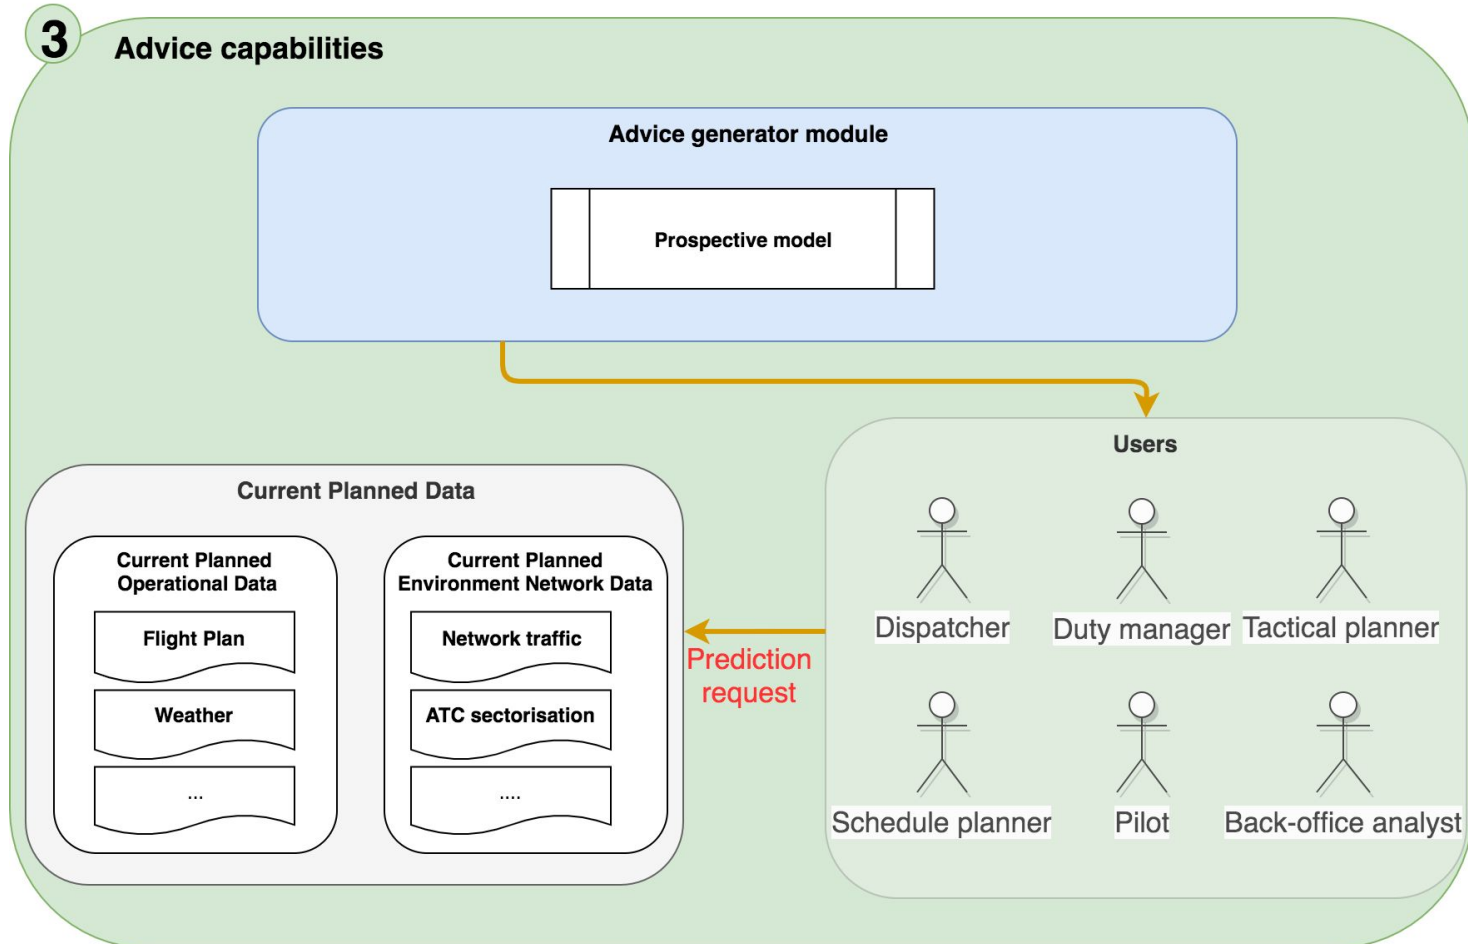 3
Advice capabilities
Advice generator module
Prospective model
Users
Current Planned Data
Current Planned
Operational Data
Flight Plan
Weather
...
Current Planned
Environment Network Data
Network traffic
ATC sectorisation
....
Prediction
request
Dispatcher
Duty manager
Tactical planner
Schedule planner
Pilot
Back-office analyst